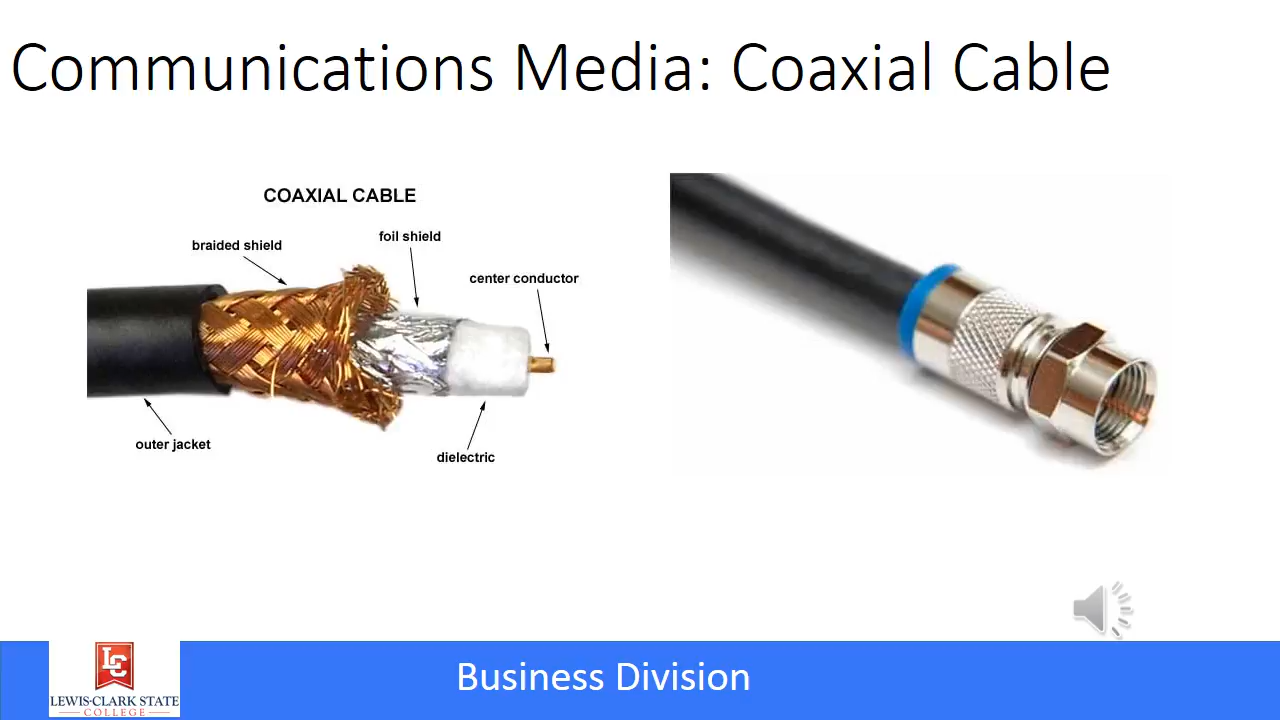 Communications Media: Coaxial Cable
COAXIAL CABLE
braided shield
foil shield
center conductor
outer jacket
dielectric
LC
LEWIS-CLARK STATE
COLLEGE
Business Division